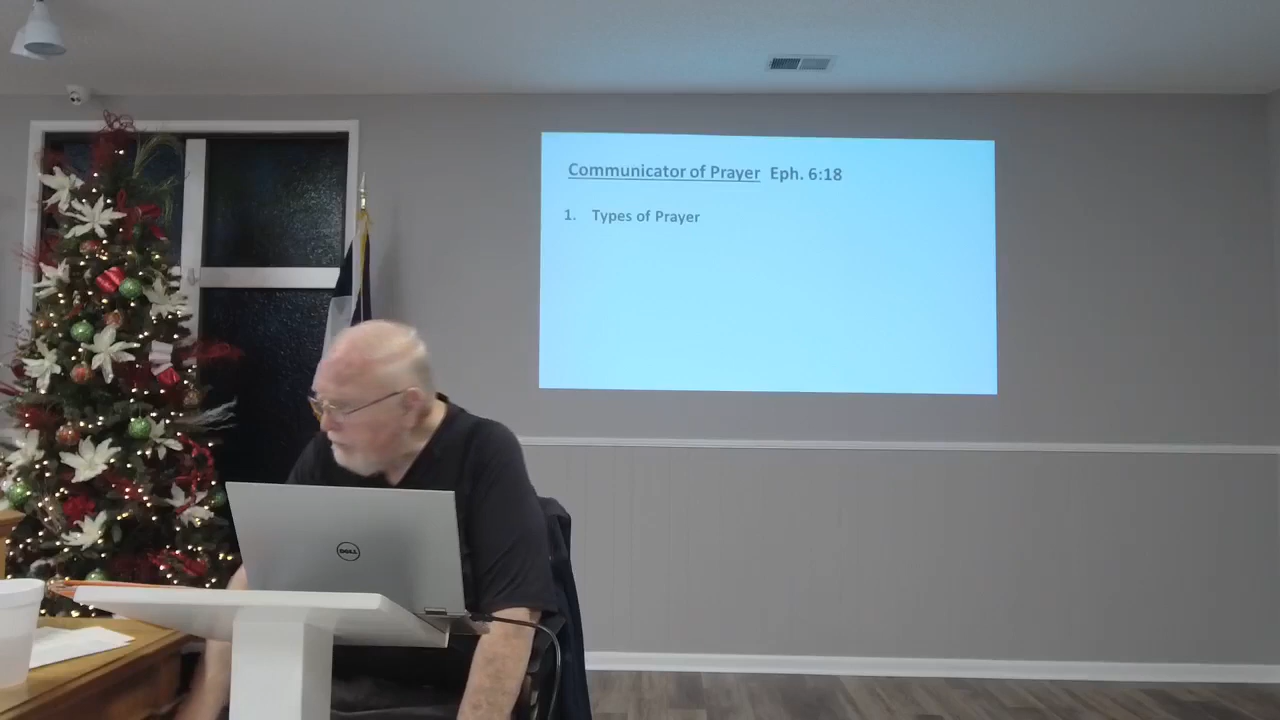 Communicator of Prayer Eph. 6:18
1. Types of Prayer
DELL